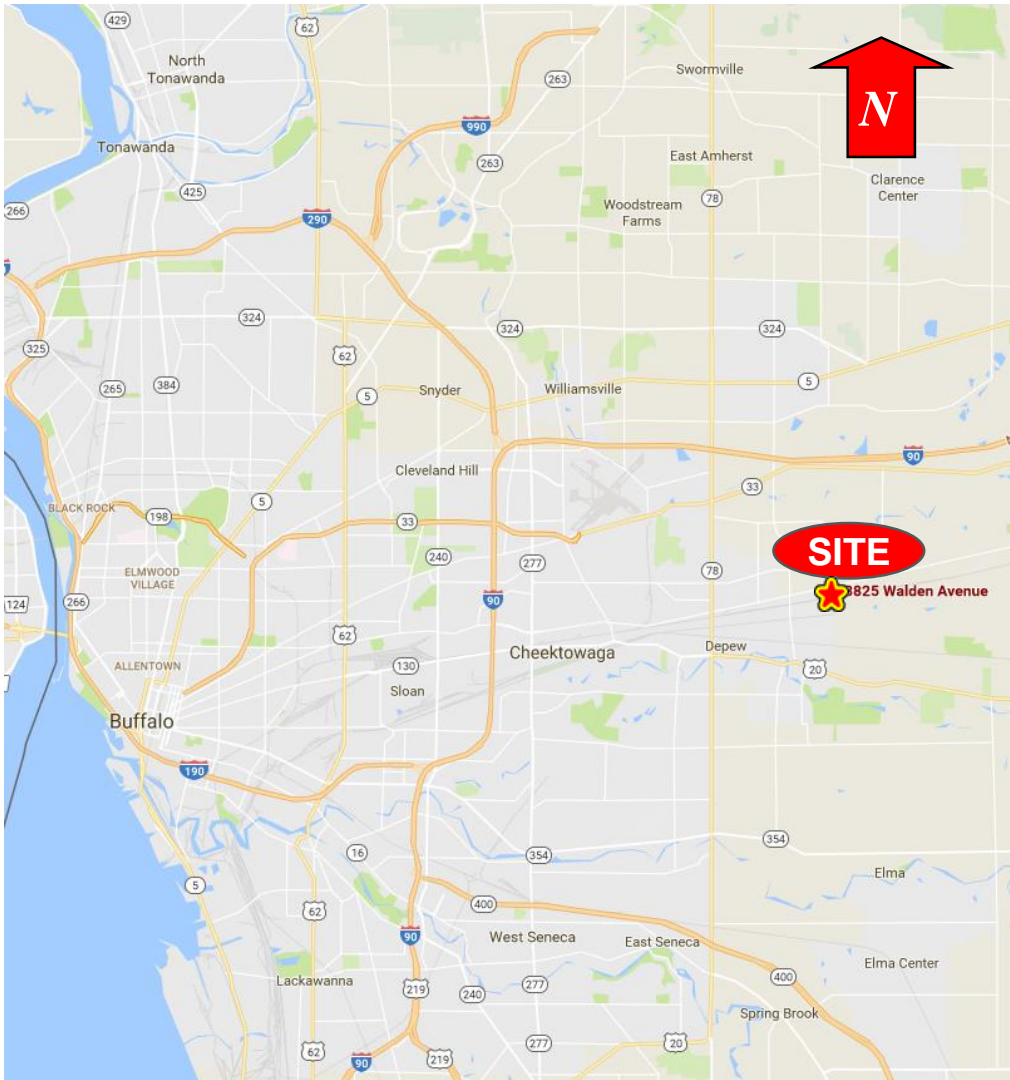 429
62
North
Tonawanda
263
Swormville
N
990
Tonawanda
263
East Amherst
425
Clarence
Center
78
266
Woodstream
Farms
290
324
324
324
325
62
265
384
5
Snyder
Williamsville
5
90
Cleveland Hill
33
5
BLACK ROCK
198
33
240
277
SITE
78
ELMWOOD
VILLAGE
3825 Walden Avenue
124
266
90
62
Cheektowaga
Depew
ALLENTOWN
130
20
Sloan
Buffalo
190
16
354
354
Elma
5
400
62
90
West Seneca
East Seneca
Elma Center
400
Lackawanna
219
240
277
Spring Brook
277
20
62
90
219